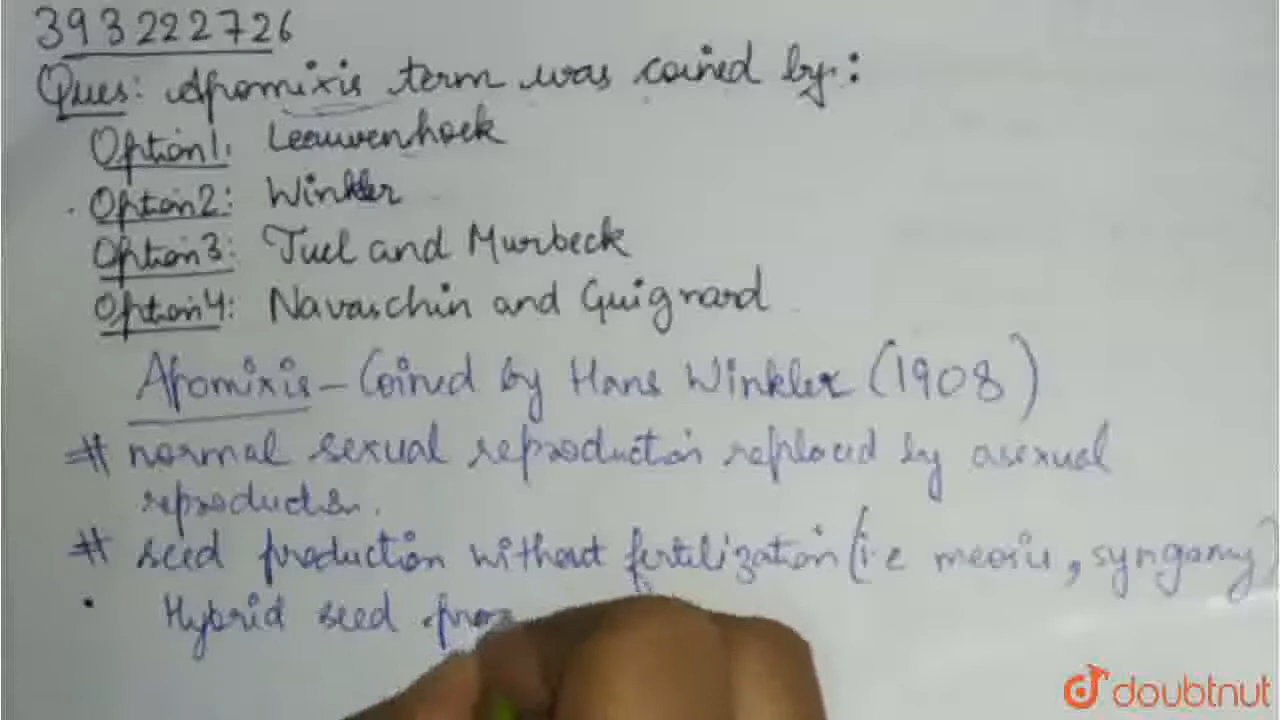 393222726
Ques: Apomixis term was coined by:
Option1: Leeuwenhoek
Option2: Winkler
Option3: Juel and Murbeck
Option4: Navaschin and Guignard
Apomixis - Coined by Hans Winkler (1908)
# normal sexual reproduction replaced by asexual
reproduction.
# seed production without fertilization (i.e meosis, syngamy)
• Hybrid seed
doubtnut